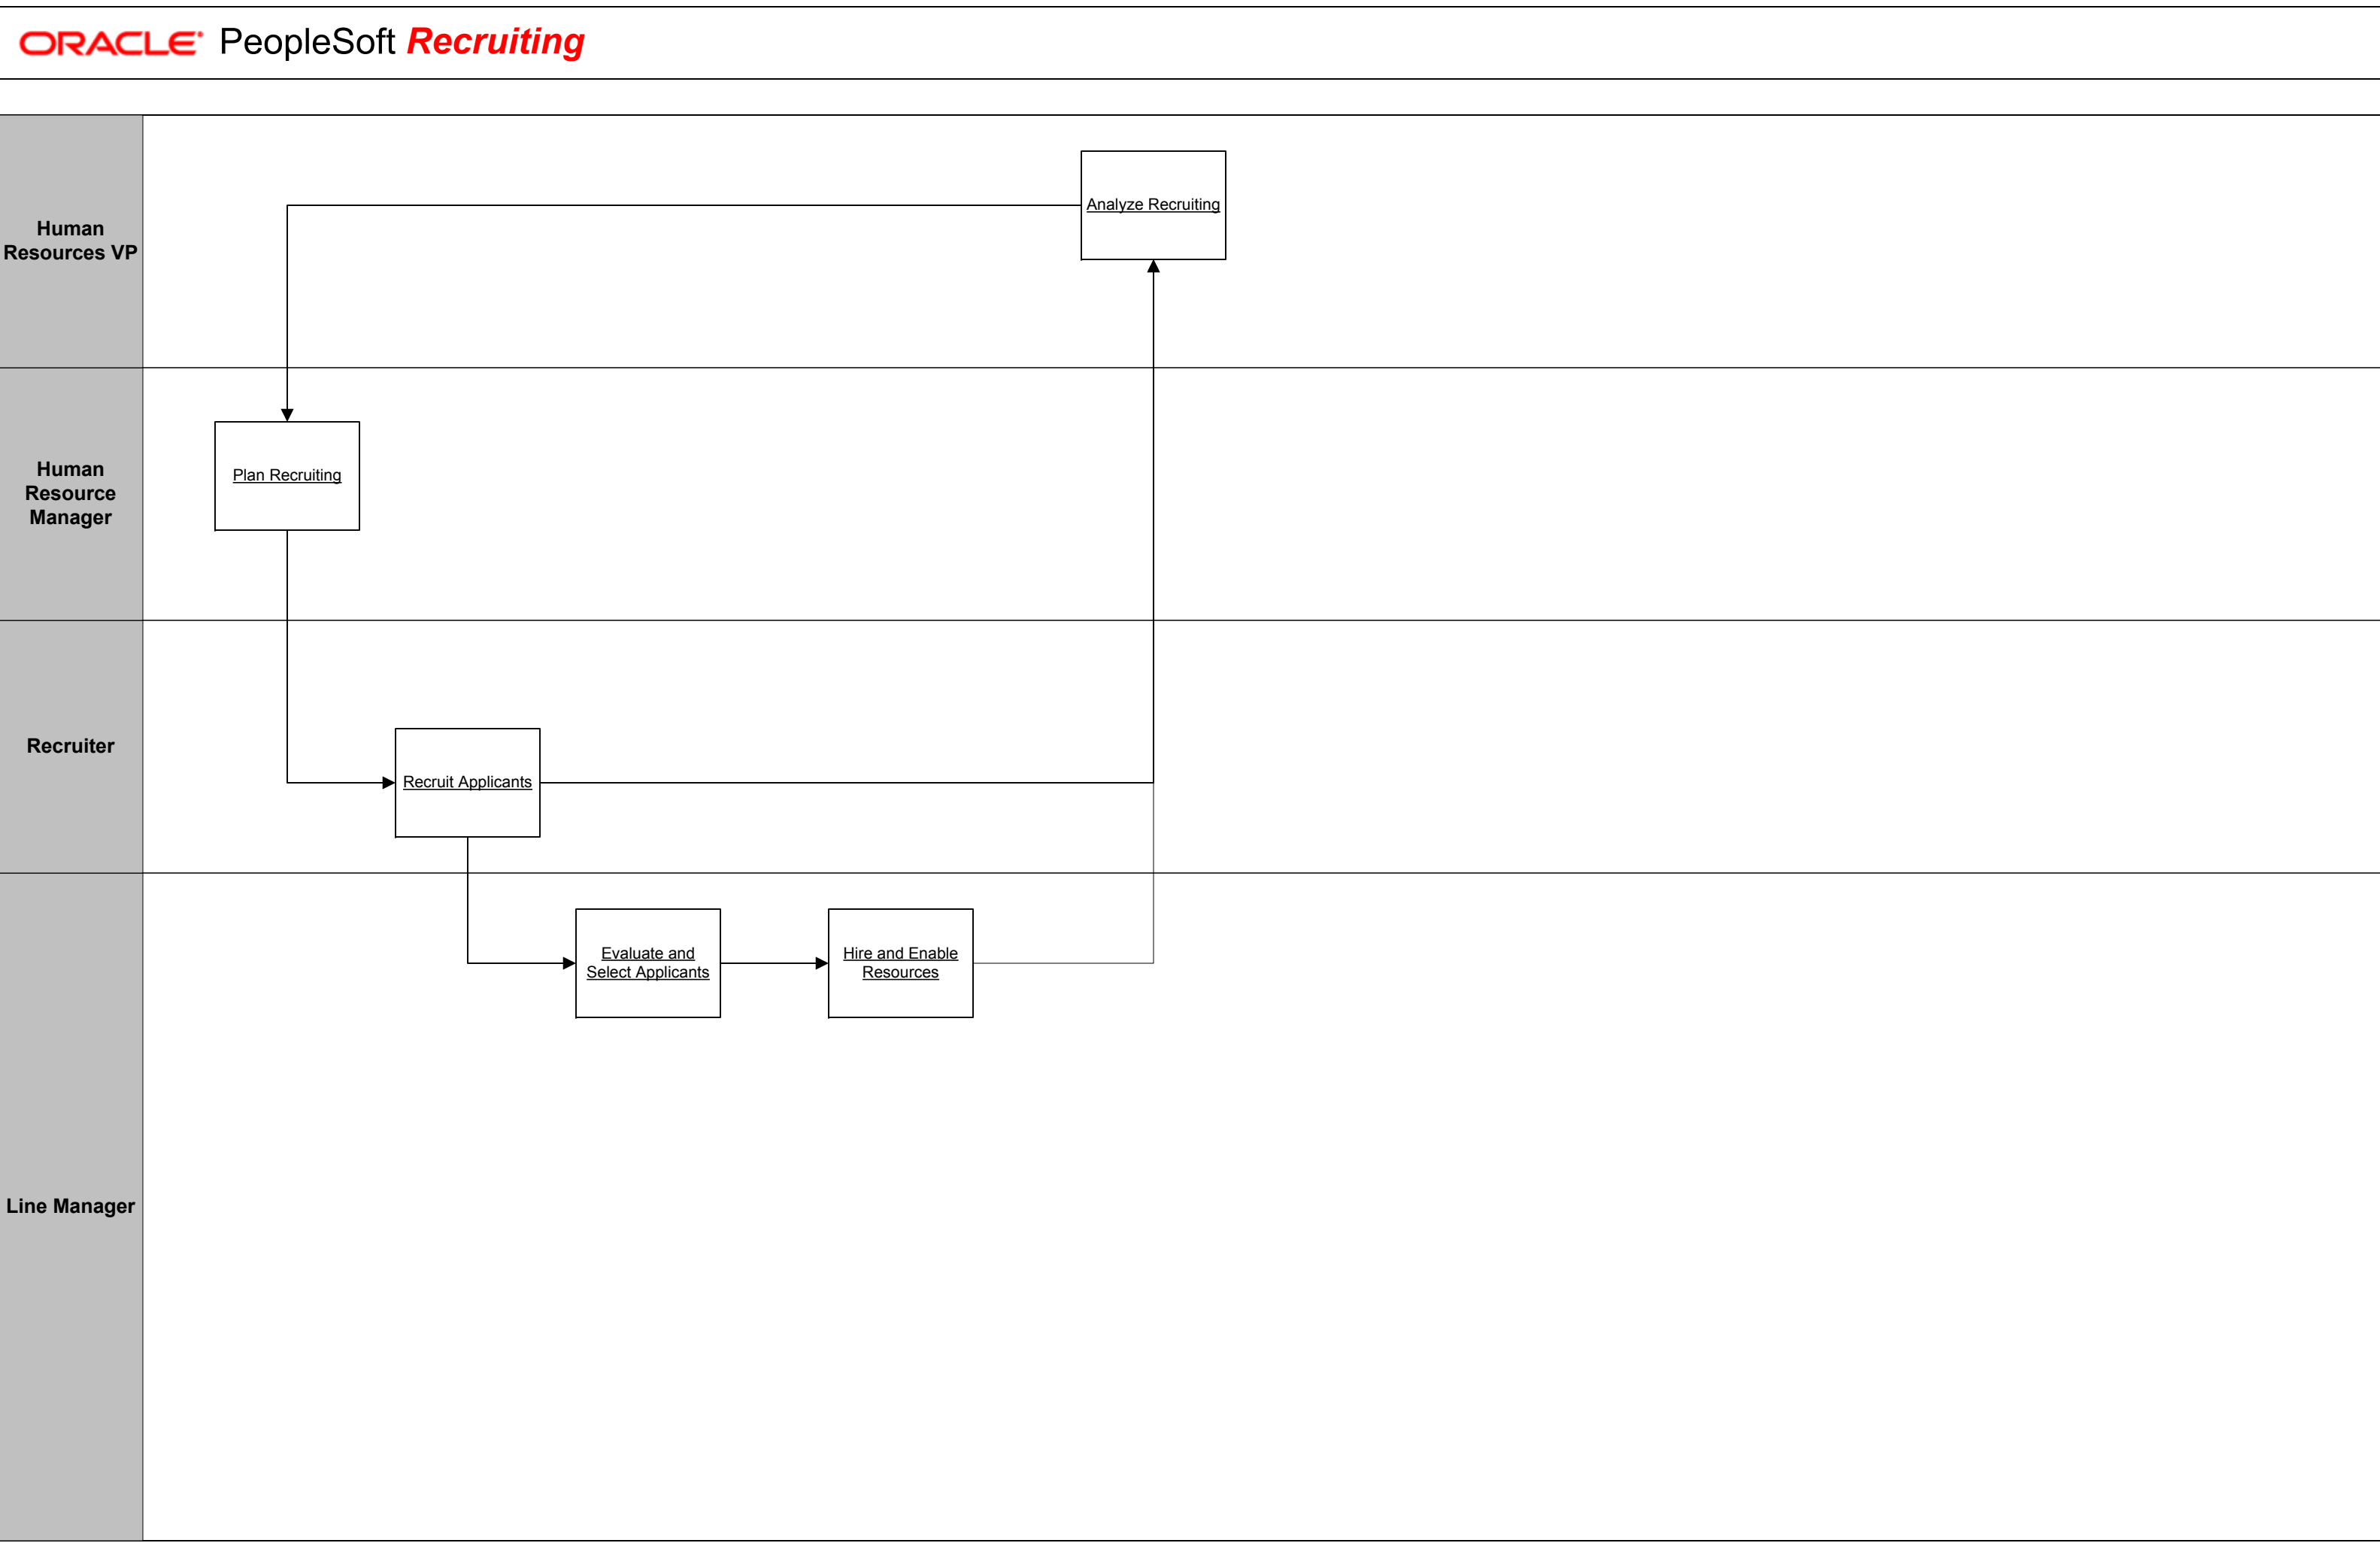 ORACLE PeopleSoft Recruiting
Human
Resources VP
Analyze Recruiting
Human
Resource
Manager
Plan Recruiting
Recruiter
Recruit Applicants
Line Manager
Evaluate and
Select Applicants
Hire and Enable
Resources